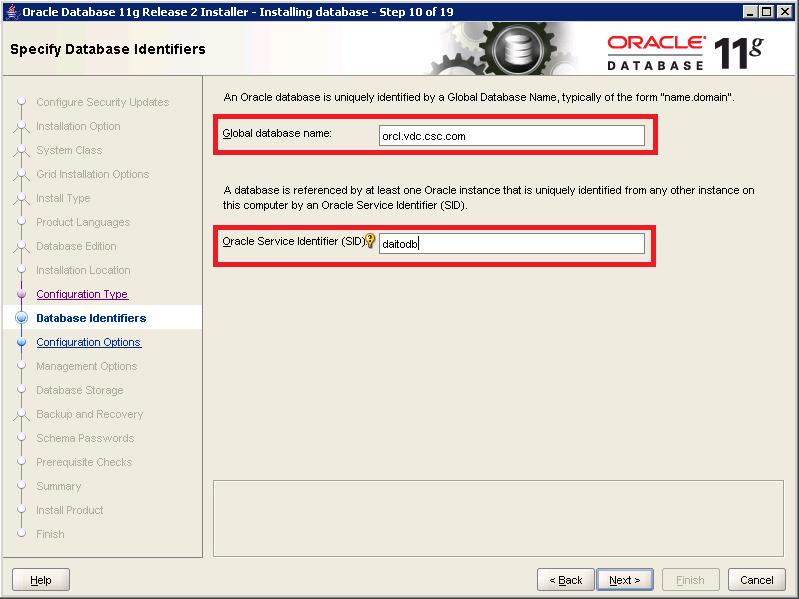 Oracle Database 11g Release 2 Installer - Installing database - Step 10 of 19
Specify Database Identifiers
ORACLE®
DATABASE 11g
Configure Security Updates
Installation Option
System Class
Grid Installation Options
Install Type
Product Languages
Database Edition
Installation Location
Configuration Type
Database Identifiers
Configuration Options
Management Options
Database Storage
Backup and Recovery
Schema Passwords
Prerequisite Checks
Summary
Install Product
Finish
An Oracle database is uniquely identified by a Global Database Name, typically of the form "name.domain".
Global database name: orcl.vdc.csc.com
A database is referenced by at least one Oracle instance that is uniquely identified from any other instance on
this computer by an Oracle Service Identifier (SID).
Oracle Service Identifier (SID) daitodb
Help < Back Next > Finish Cancel